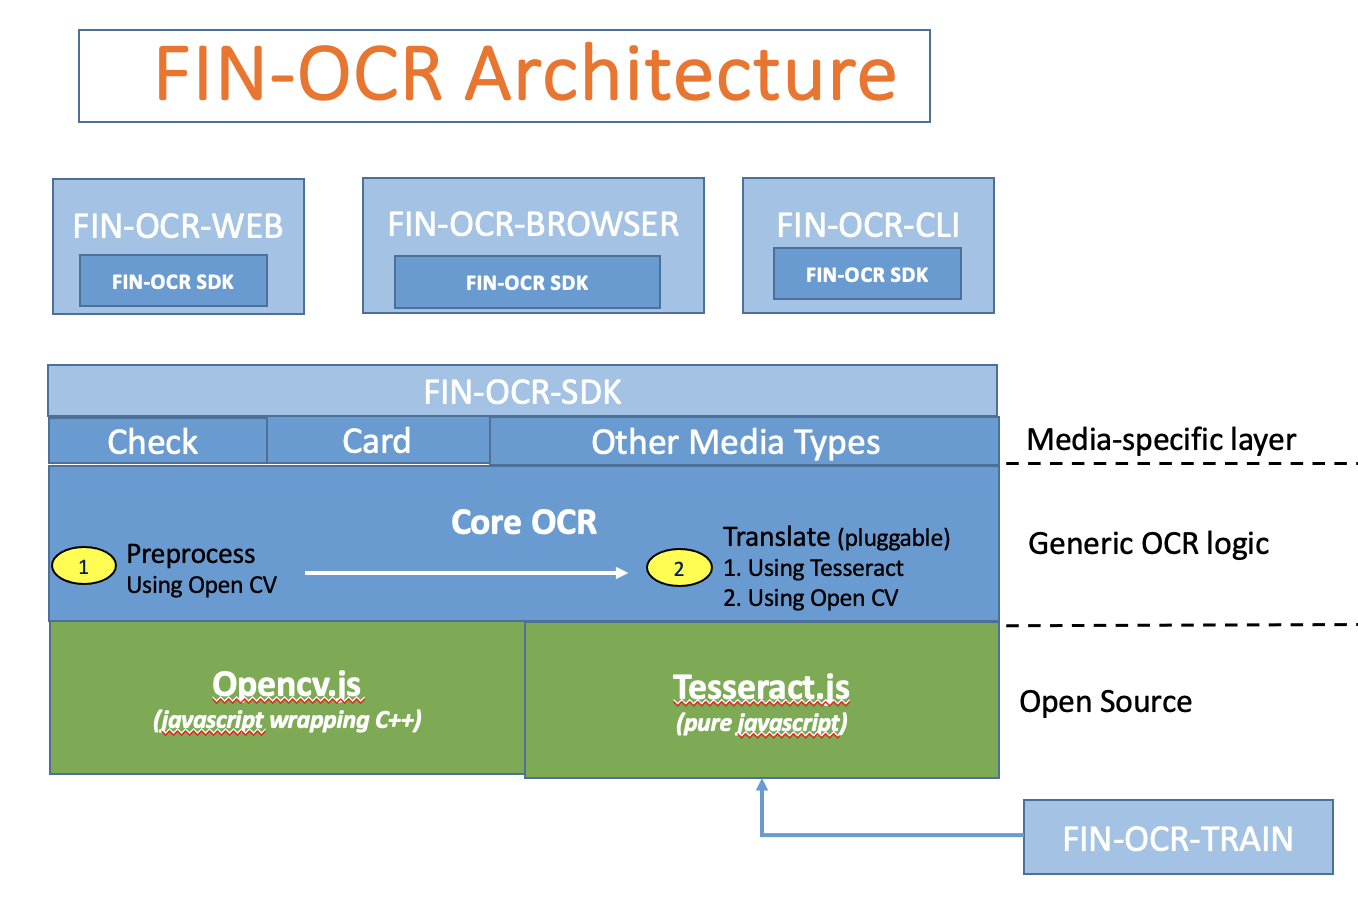 FIN-OCR Architecture
FIN-OCR-WEB
FIN-OCR SDK
FIN-OCR-BROWSER
FIN-OCR SDK
FIN-OCR-CLI
FIN-OCR SDK
FIN-OCR-SDK
Check
Card
Other Media Types
Media-specific layer
Core OCR
1
Preprocess
Using Open CV
2
Translate (pluggable)
1. Using Tesseract
2. Using Open CV
Generic OCR logic
Opencv.js
(javascript wrapping C++)
Tesseract.js
(pure javascript)
Open Source
FIN-OCR-TRAIN